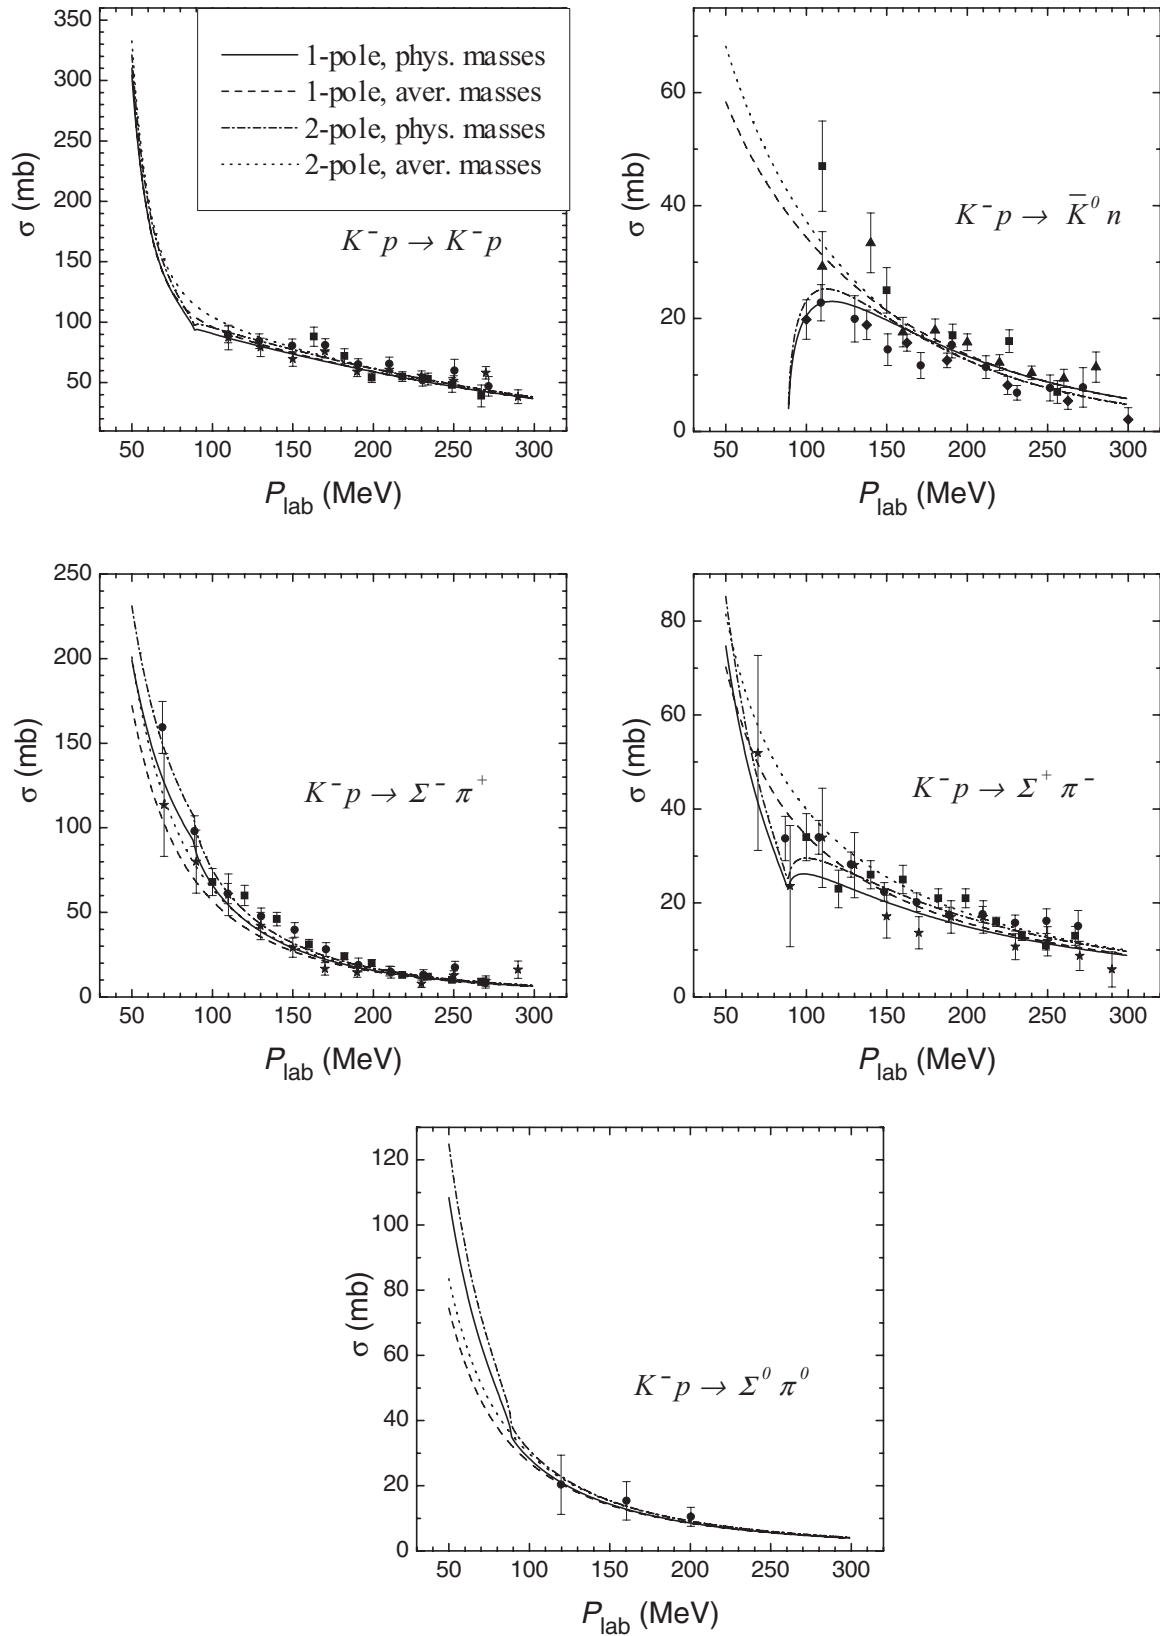 350
300
250
200
150
100
50
σ (mb)
1-pole, phys. masses
1-pole, aver. masses
2-pole, phys. masses
2-pole, aver. masses
K⁻p → K⁻p
50 100 150 200 250 300
P_lab (MeV)
60
40
20
0
σ (mb)
K⁻p → K̅⁰ n
50 100 150 200 250 300
P_lab (MeV)
250
200
150
100
50
0
σ (mb)
K⁻p → Σ⁻ π⁺
50 100 150 200 250 300
P_lab (MeV)
80
60
40
20
0
σ (mb)
K⁻p → Σ⁺ π⁻
50 100 150 200 250 300
P_lab (MeV)
120
100
80
60
40
20
0
σ (mb)
K⁻p → Σ⁰ π⁰
50 100 150 200 250 300
P_lab (MeV)